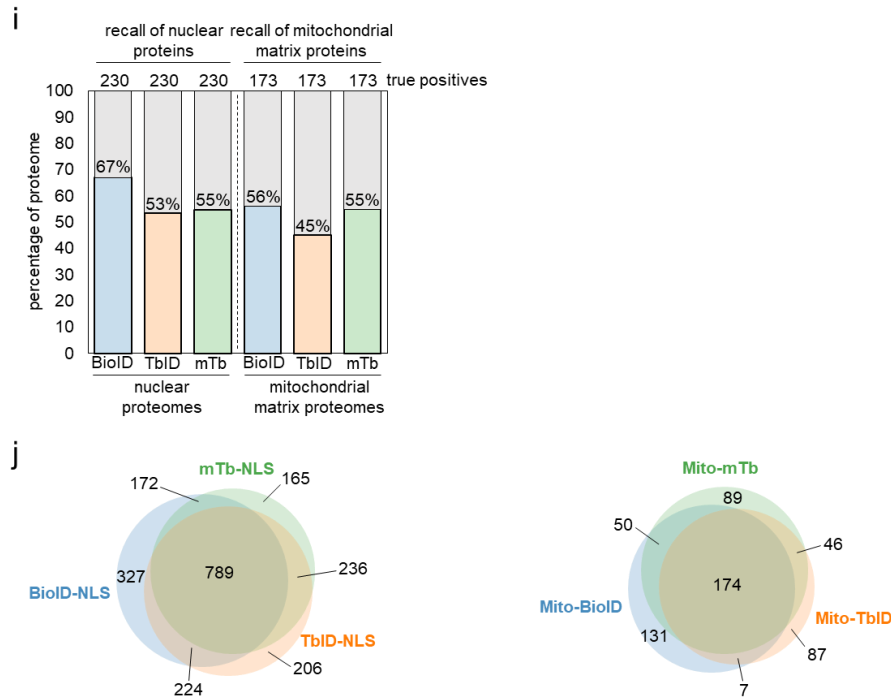 i
recall of nuclear proteins
recall of mitochondrial matrix proteins
230 230 230 173 173 173 true positives
percentage of proteome
100
90
80
70
60
50
40
30
20
10
0
67%
53%
55%
56%
45%
55%
BioID TbID mTb BioID TbID mTb
nuclear proteomes
mitochondrial matrix proteomes
j
mTb-NLS
172
165
327
789
236
BioID-NLS
TbID-NLS
206
224
Mito-mTb
89
50
46
174
Mito-BioID
Mito-TbID
131
87
7